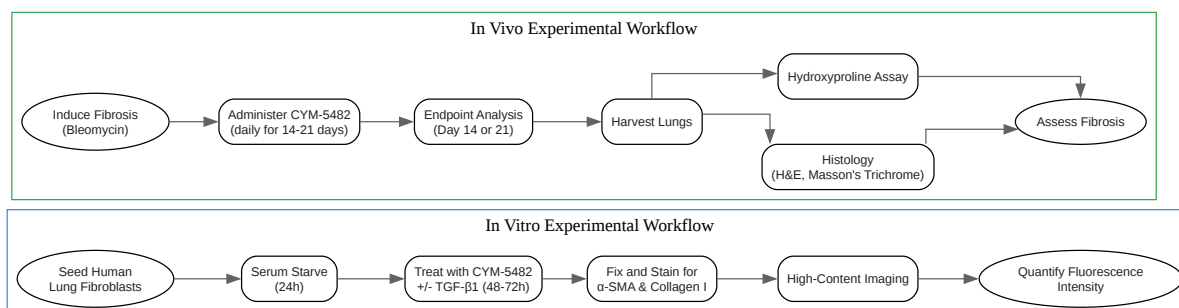 In Vivo Experimental Workflow
Induce Fibrosis
(Bleomycin)
Administer CYM-5482
(daily for 14-21 days)
Endpoint Analysis
(Day 14 or 21)
Harvest Lungs
Hydroxyproline Assay
Histology
(H&E, Masson's Trichrome)
Assess Fibrosis
In Vitro Experimental Workflow
Seed Human
Lung Fibroblasts
Serum Starve
(24h)
Treat with CYM-5482
+/- TGF-β1 (48-72h)
Fix and Stain for
α-SMA & Collagen I
High-Content Imaging
Quantify Fluorescence
Intensity